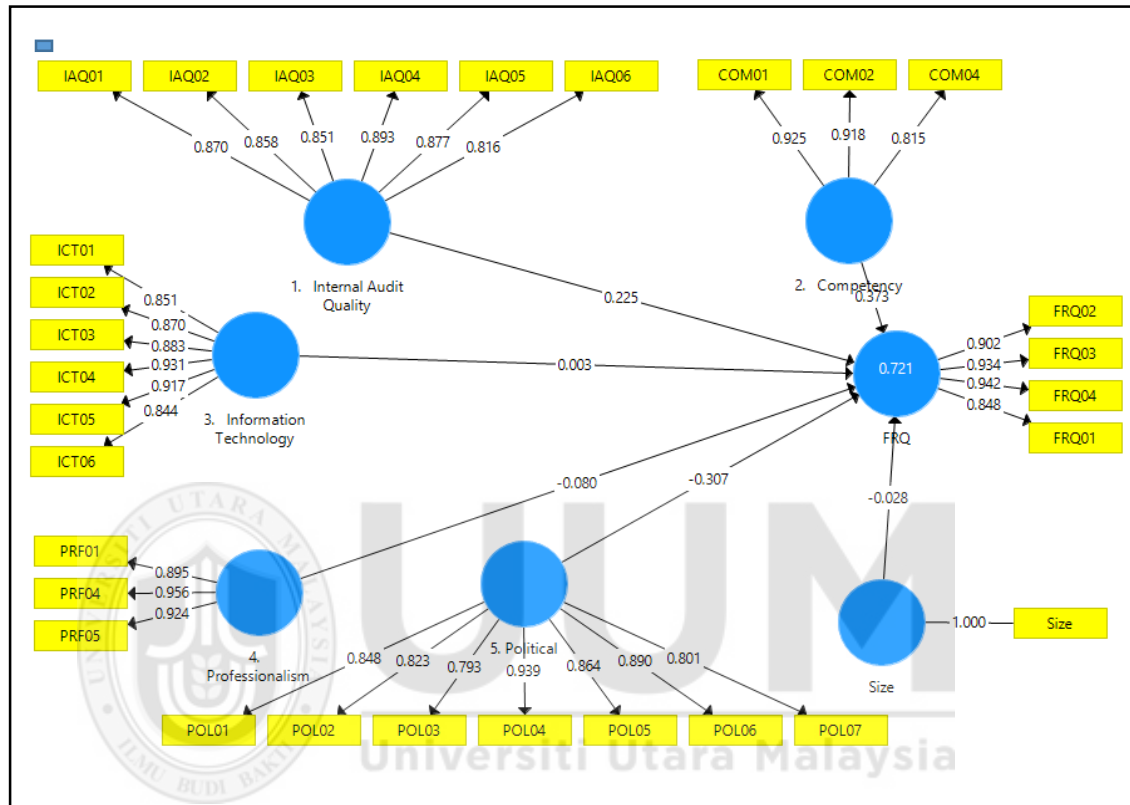 IAQ01 IAQ02 IAQ03 IAQ04 IAQ05 IAQ06
COM01 COM02 COM04
0.870 0.858 0.851 0.893 0.877 0.816
0.925 0.918 0.815
1. Internal Audit
Quality
2. Competency
ICT01
ICT02
ICT03
ICT04
ICT05
ICT06
0.851
0.870
0.883
0.931
0.917
0.844
3. Information
Technology
0.225
0.373
0.003
-0.080
-0.307
-0.028
0.721
FRQ
0.902
0.934
0.942
0.848
FRQ02
FRQ03
FRQ04
FRQ01
PRF01
PRF04
PRF05
0.895
0.956
0.924
4.
Professionalism
5. Political
0.848 0.823 0.793 0.939 0.864 0.890 0.801
POL01 POL02 POL03 POL04 POL05 POL06 POL07
1.000
Size
Size
UNIVERSITI UTARA MALAYSIA
ILMU BUDI BAKTI
UUM
Universiti Utara Malaysia